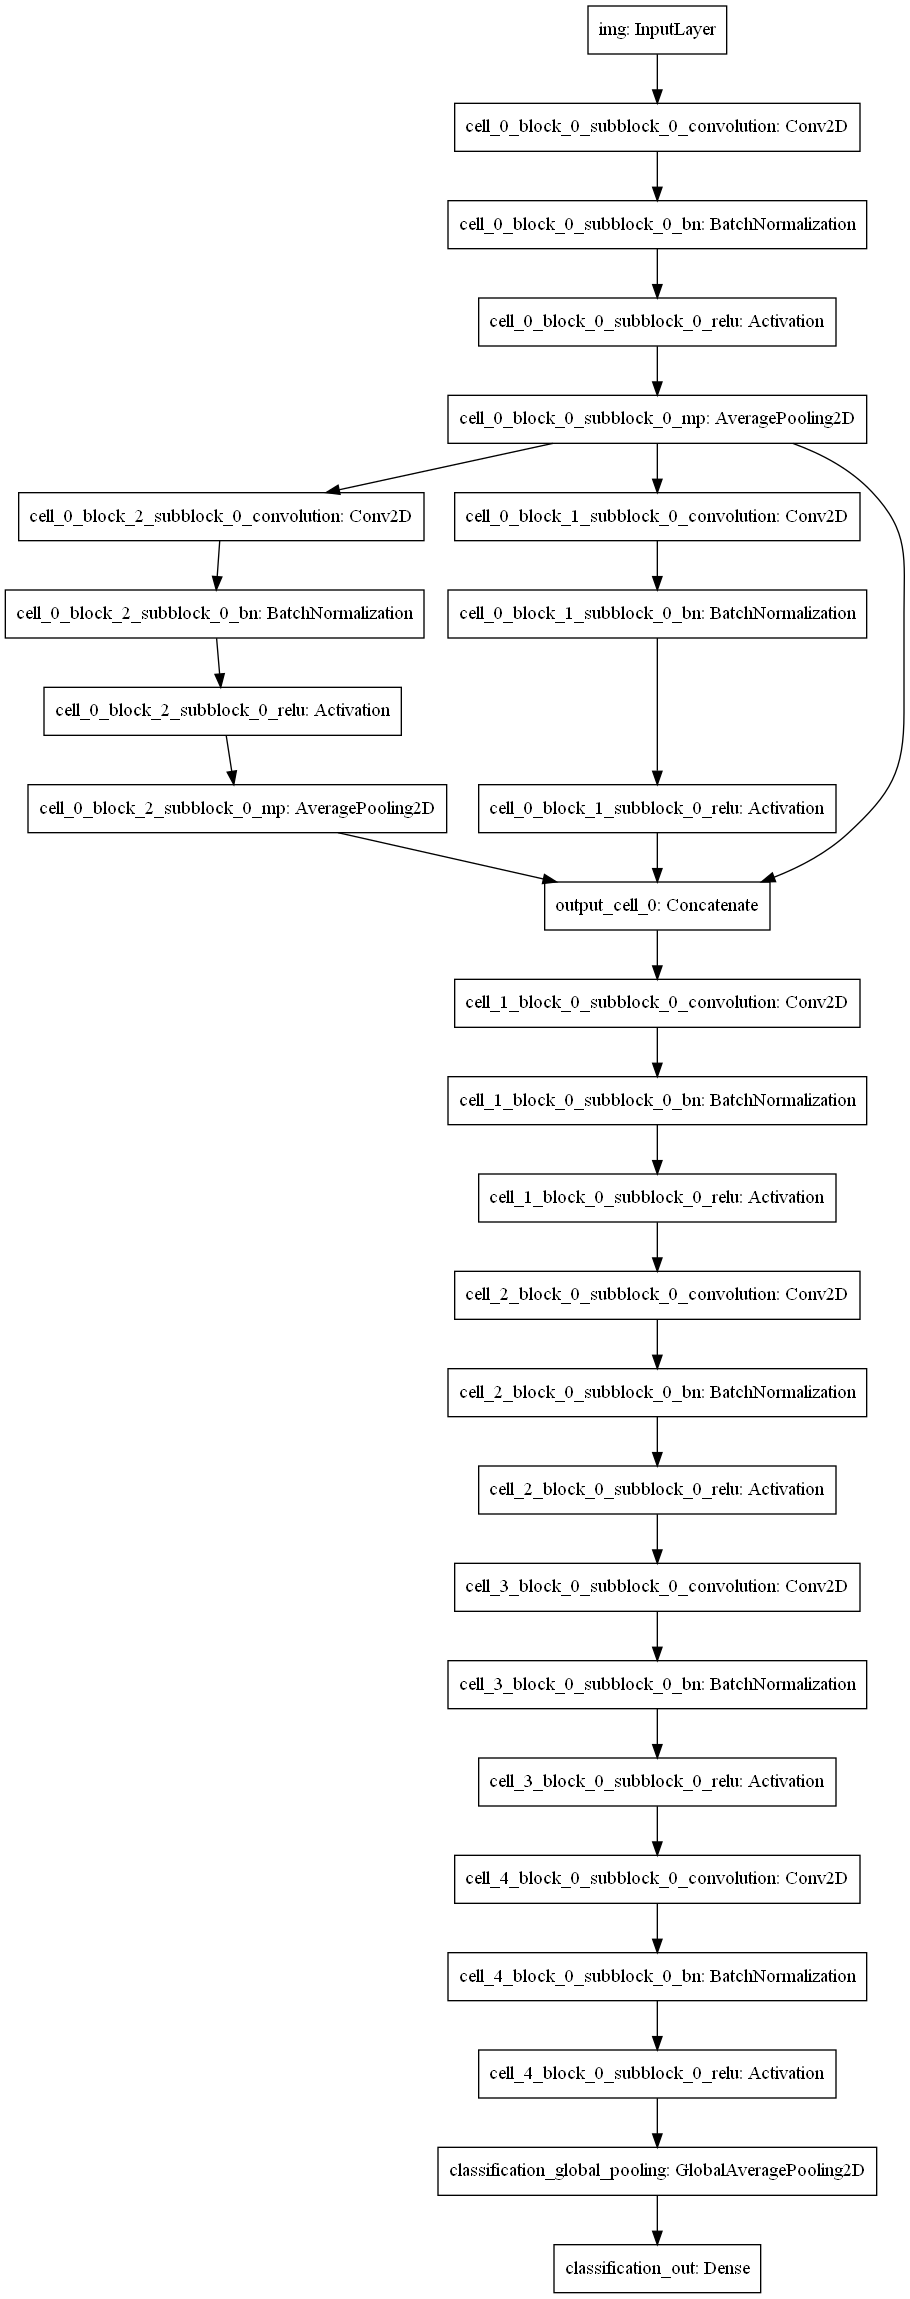 img: InputLayer
cell_0_block_0_subblock_0_convolution: Conv2D
cell_0_block_0_subblock_0_bn: BatchNormalization
cell_0_block_0_subblock_0_relu: Activation
cell_0_block_0_subblock_0_mp: AveragePooling2D
cell_0_block_2_subblock_0_convolution: Conv2D
cell_0_block_1_subblock_0_convolution: Conv2D
cell_0_block_2_subblock_0_bn: BatchNormalization
cell_0_block_1_subblock_0_bn: BatchNormalization
cell_0_block_2_subblock_0_relu: Activation
cell_0_block_2_subblock_0_mp: AveragePooling2D
cell_0_block_1_subblock_0_relu: Activation
output_cell_0: Concatenate
cell_1_block_0_subblock_0_convolution: Conv2D
cell_1_block_0_subblock_0_bn: BatchNormalization
cell_1_block_0_subblock_0_relu: Activation
cell_2_block_0_subblock_0_convolution: Conv2D
cell_2_block_0_subblock_0_bn: BatchNormalization
cell_2_block_0_subblock_0_relu: Activation
cell_3_block_0_subblock_0_convolution: Conv2D
cell_3_block_0_subblock_0_bn: BatchNormalization
cell_3_block_0_subblock_0_relu: Activation
cell_4_block_0_subblock_0_convolution: Conv2D
cell_4_block_0_subblock_0_bn: BatchNormalization
cell_4_block_0_subblock_0_relu: Activation
classification_global_pooling: GlobalAveragePooling2D
classification_out: Dense